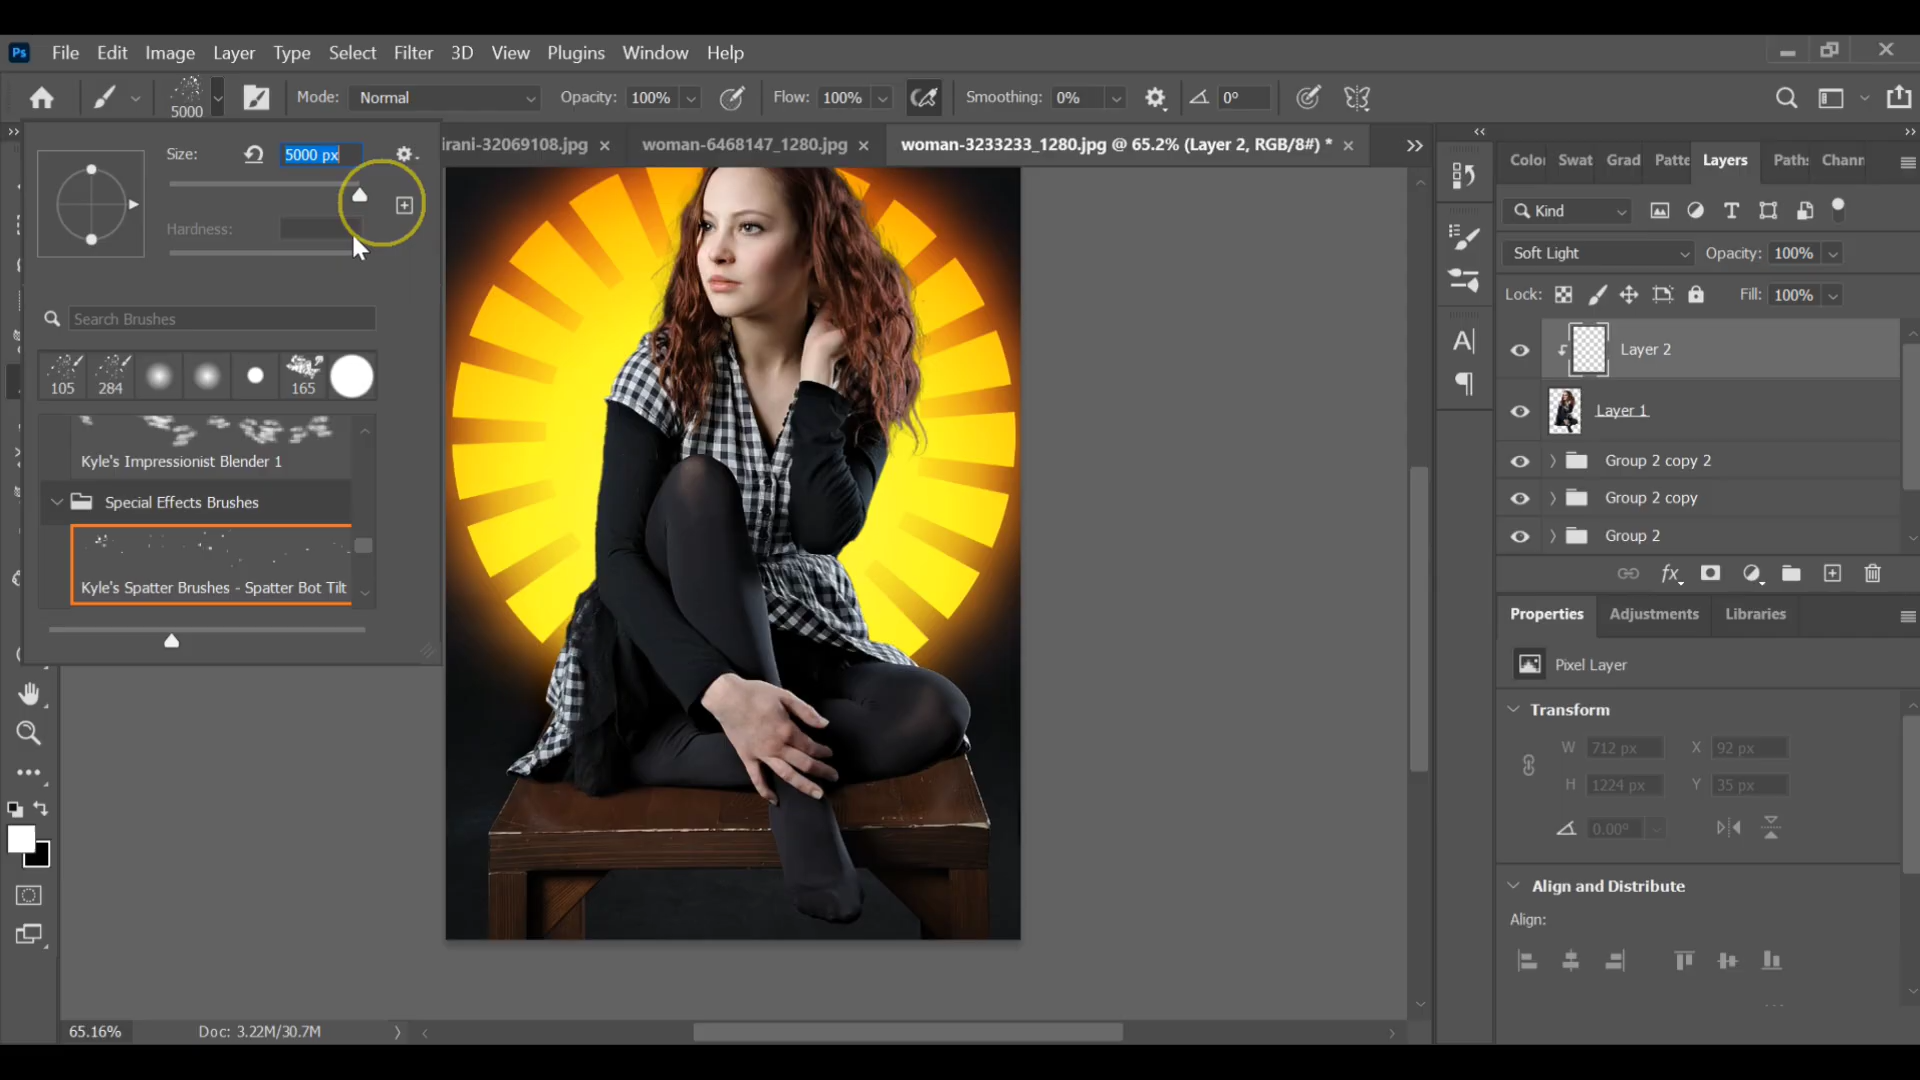 Ps File Edit Image Layer Type Select Filter 3D View Plugins Window Help
5000 Mode: Normal Opacity: 100% Flow: 100% Smoothing: 0% 0°
irani-32069108.jpg woman-6468147_1280.jpg woman-3233233_1280.jpg @ 65.2% (Layer 2, RGB/8#) *
Size: 5000 px
Hardness:
Search Brushes
105 284 165
Kyle's Impressionist Blender 1
Special Effects Brushes
Kyle's Spatter Brushes - Spatter Bot Tilt
65.16% Doc: 3.22M/30.7M
Colo Swat Grad Patte Layers Paths Chann
Kind
Soft Light Opacity: 100%
Lock: Fill: 100%
Layer 2
Layer 1
Group 2 copy 2
Group 2 copy
Group 2
fx
Properties Adjustments Libraries
Pixel Layer
Transform
W 712 px X 92 px
H 1224 px Y 35 px
0.00°
Align and Distribute
Align: